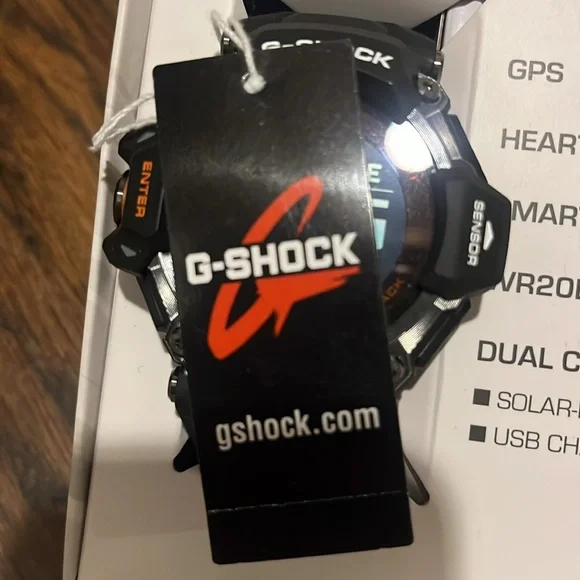 G-SHOCK
ENTER
SENSOR
G-SHOCK
gshock.com
GPS
DUAL C
SOLAR-
USB CH